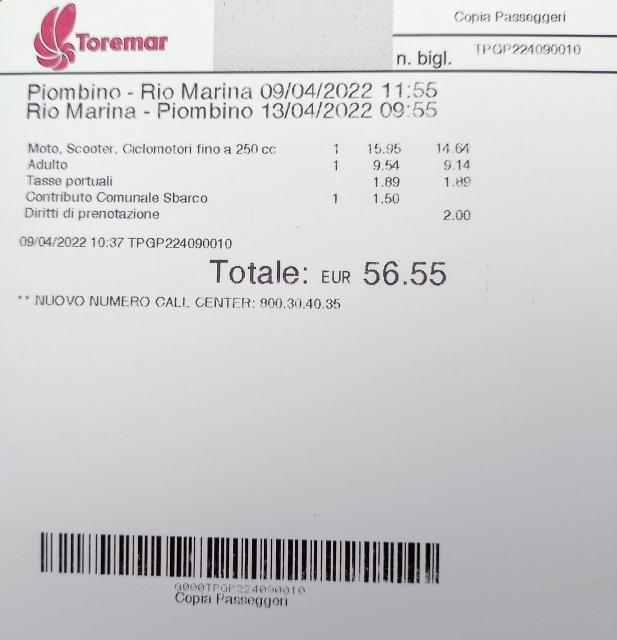 Toremar
Copia Passeggeri
n. bigl. TPGP224090010
Piombino - Rio Marina 09/04/2022 11:55
Rio Marina - Piombino 13/04/2022 09:55
Moto, Scooter, Ciclomotori fino a 250 cc 1 15.95 14.64
Adulto 1 9.54 9.14
Tasse portuali 1.89 1.89
Contributo Comunale Sbarco 1 1.50
Diritti di prenotazione 2.00
09/04/2022 10:37 TPGP224090010
Totale: EUR 56.55
** NUOVO NUMERO CALL CENTER: 800.30.40.35
G000TPGP224090010
Copia Passeggeri